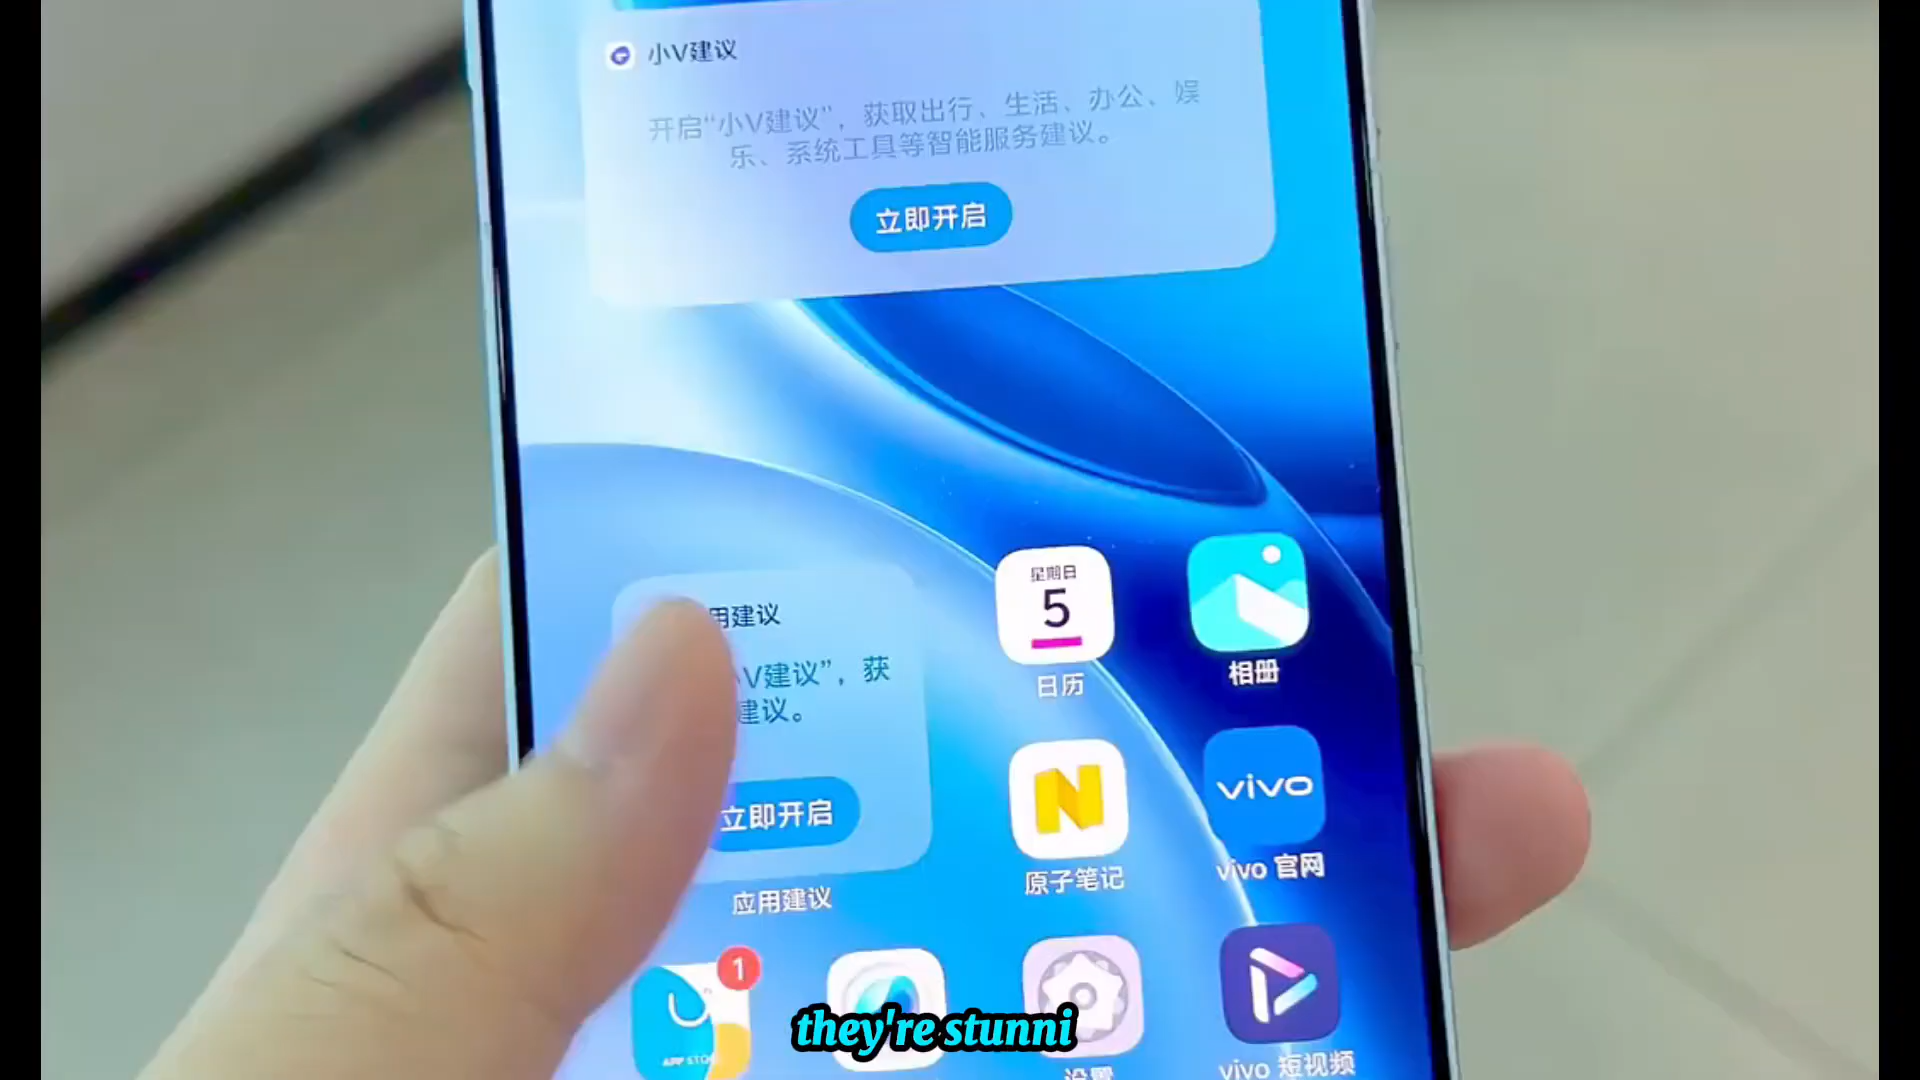 小V建议
开启“小V建议”，获取出行、生活、办公、娱
乐、系统工具等智能服务建议。
立即开启
用建议
V建议”，获
建议。
立即开启
应用建议
星期日
5
日历
相册
N
原子笔记
vivo
vivo 官网
1
APP STO
设置
vivo 短视频
they're stunni